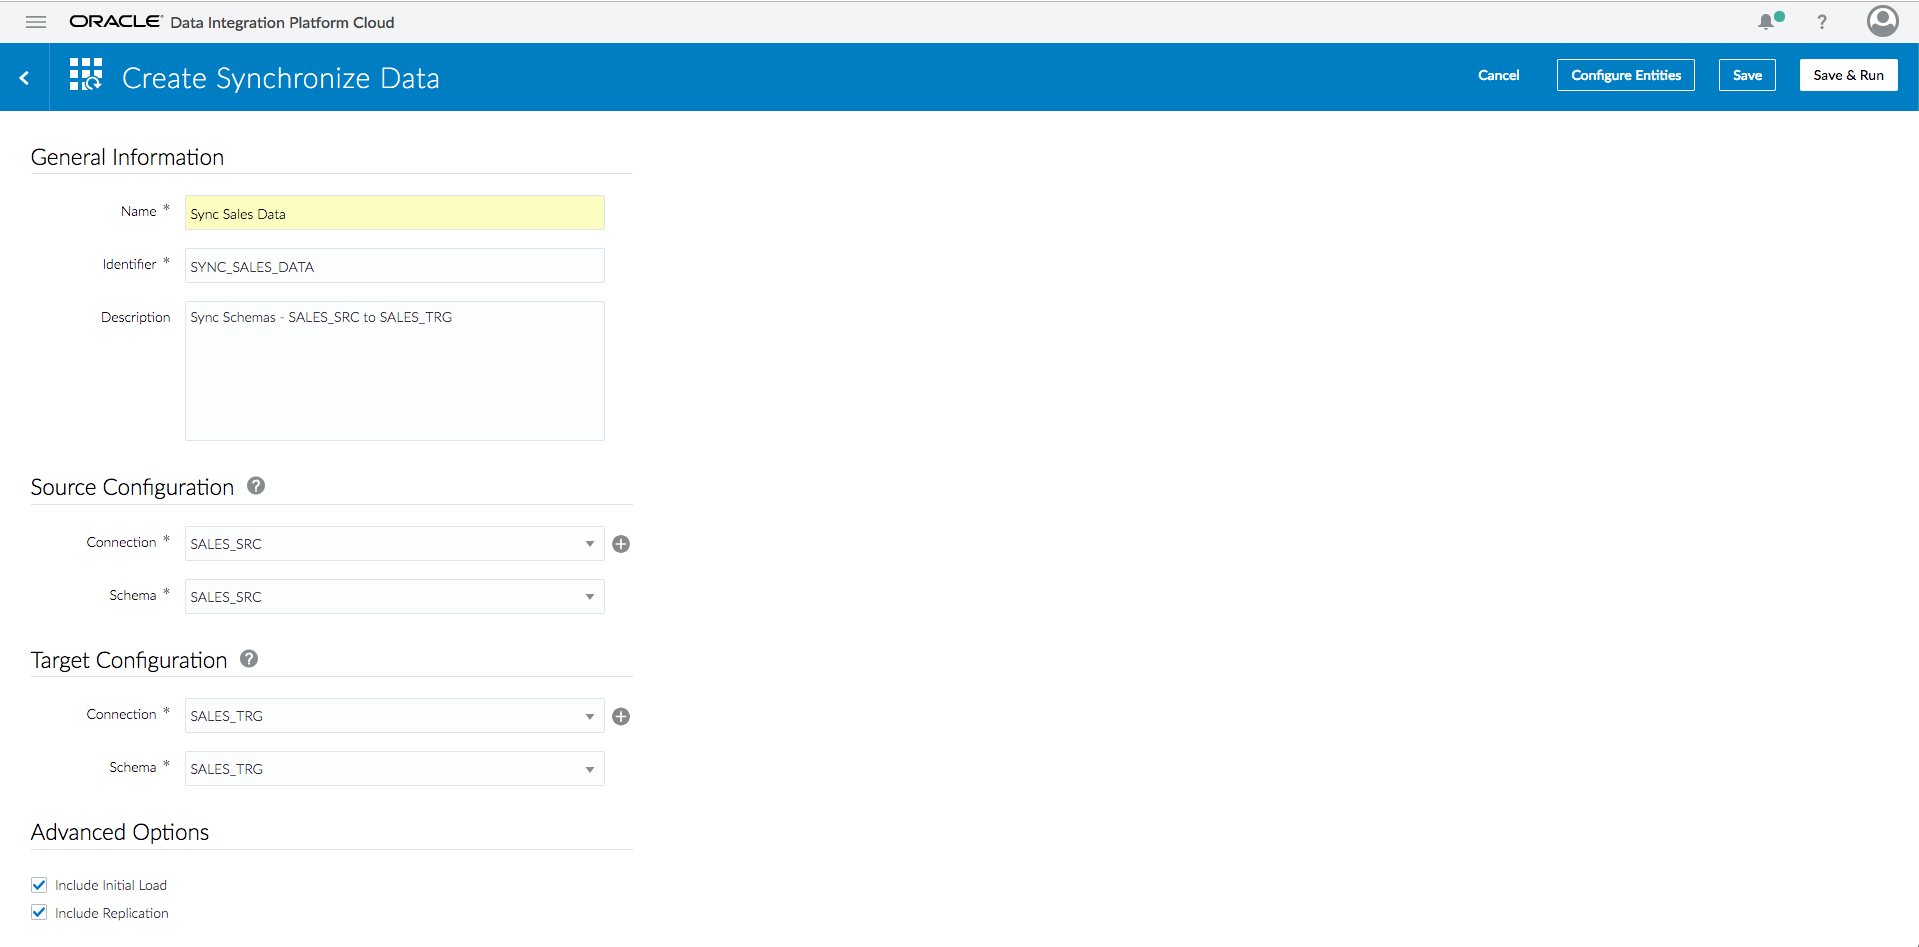 ORACLE® Data Integration Platform Cloud ?
Create Synchronize Data Cancel Configure Entities Save Save & Run
General Information
Name * Sync Sales Data
Identifier * SYNC_SALES_DATA
Description Sync Schemas - SALES_SRC to SALES_TRG
Source Configuration ?
Connection * SALES_SRC
Schema * SALES_SRC
Target Configuration ?
Connection * SALES_TRG
Schema * SALES_TRG
Advanced Options
Include Initial Load
Include Replication